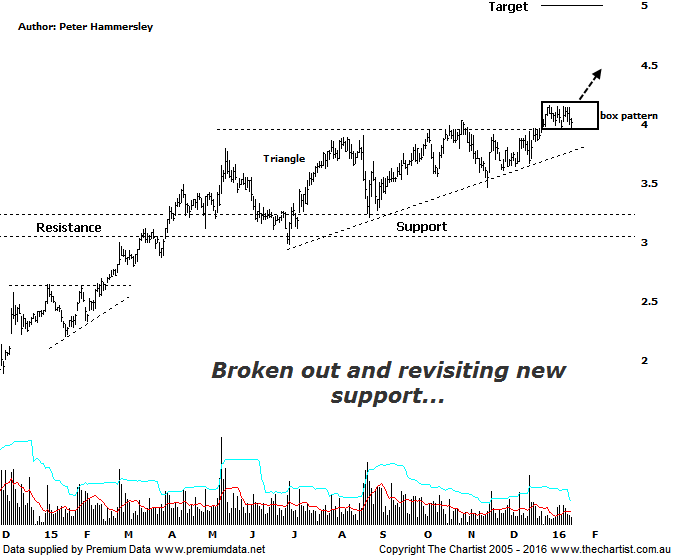 Target
5
Author: Peter Hammersley
4.5
box pattern
4
Triangle
3.5
Resistance
Support
3
2.5
2
Broken out and revisiting new
support...
D 15 F M A M J J A S O N D 16 F
Data supplied by Premium Data www.premiumdata.net
Copyright The Chartist 2005 - 2016 www.thechartist.com.au